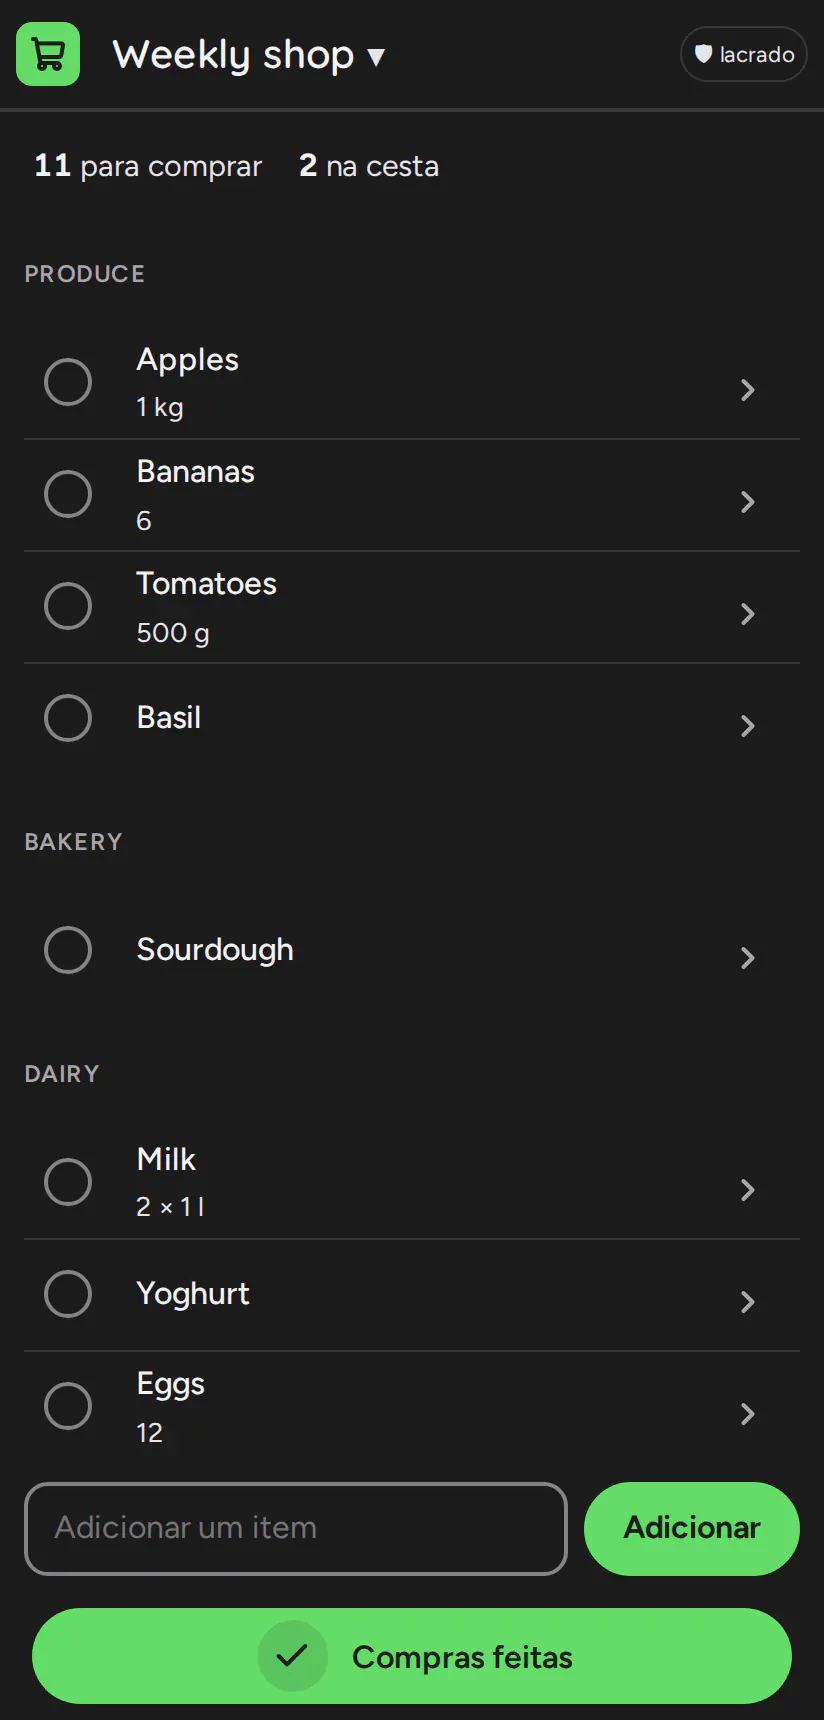 Weekly shop ▾
lacrado
11 para comprar 2 na cesta
PRODUCE
Apples
1 kg
Bananas
6
Tomatoes
500 g
Basil
BAKERY
Sourdough
DAIRY
Milk
2 × 1 l
Yoghurt
Eggs
12
Adicionar um item
Adicionar
Compras feitas